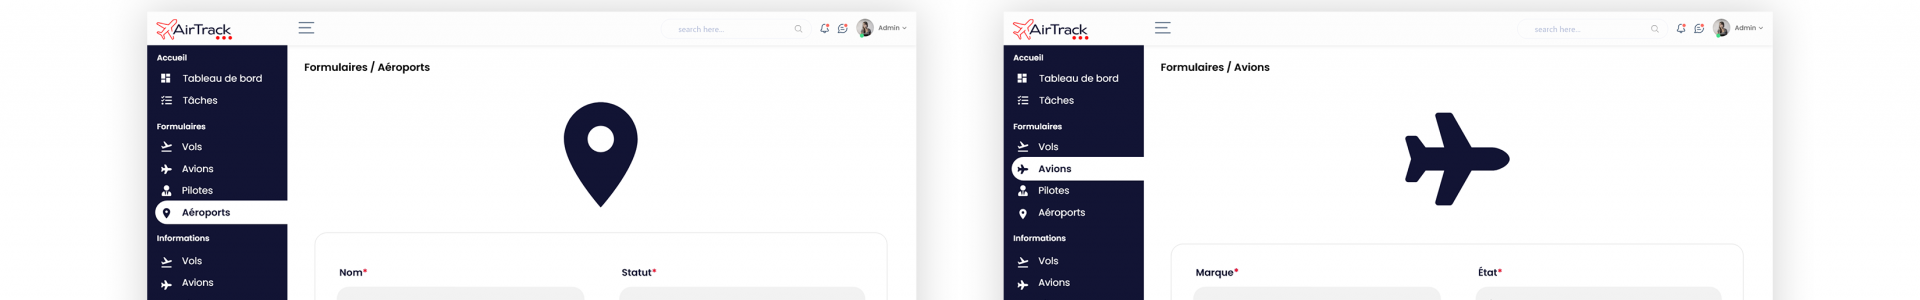 AirTrack
search here...
Admin
Accueil
Tableau de bord
Tâches
Formulaires
Vols
Avions
Pilotes
Aéroports
Informations
Vols
Avions
Formulaires / Aéroports
Nom*
Statut*
AirTrack
search here...
Admin
Accueil
Tableau de bord
Tâches
Formulaires
Vols
Avions
Pilotes
Aéroports
Informations
Vols
Avions
Formulaires / Avions
Marque*
État*